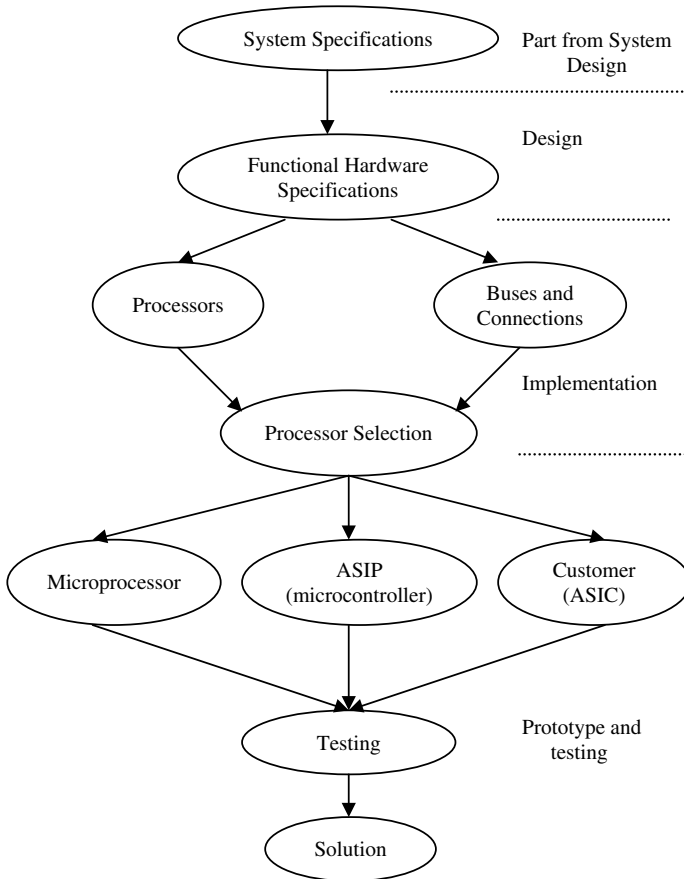 System Specifications
Part from System
Design
Design
Functional Hardware
Specifications
Processors
Buses and
Connections
Implementation
Processor Selection
Microprocessor
ASIP
(microcontroller)
Customer
(ASIC)
Testing
Prototype and
testing
Solution